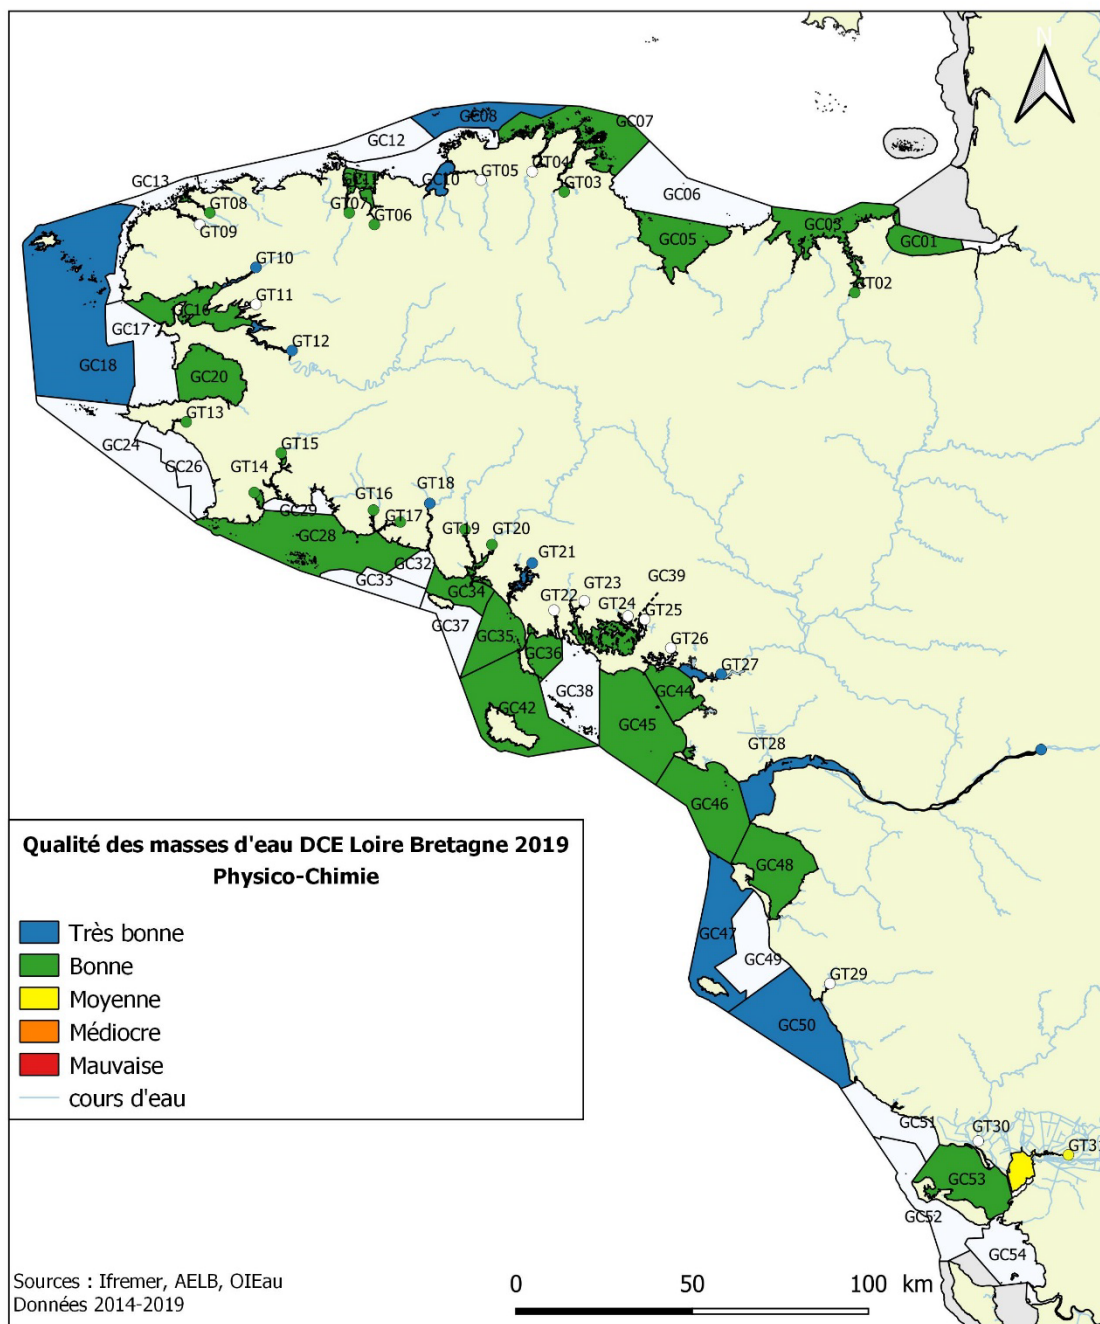 N
GC08
GC07
GC12
GC13
GC10
GT05
GT04
GT03
GC06
GC11
GT08
GT07
GT06
GT09
GC03
GC05
GC01
GT10
GT02
GT11
GC16
GC17
GT12
GC18
GC20
GT13
GC24
GC26
GT15
GT14
GT16
GT18
GC29
GT17
GC28
GT19
GT20
GC32
GT21
GC33
GC34
GT23
GC39
GT22
GT24
GT25
GC37
GC35
GC36
GT26
GT27
GC38
GC44
GC42
GC45
GT28
GC46
GC48
Qualité des masses d'eau DCE Loire Bretagne 2019
Physico-Chimie
Très bonne
Bonne
Moyenne
Médiocre
Mauvaise
cours d'eau
GC47
GC49
GT29
GC50
GC51
GT30
GT31
GC53
GC52
GC54
Sources : Ifremer, AELB, OIEau
Données 2014-2019
0 50 100 km